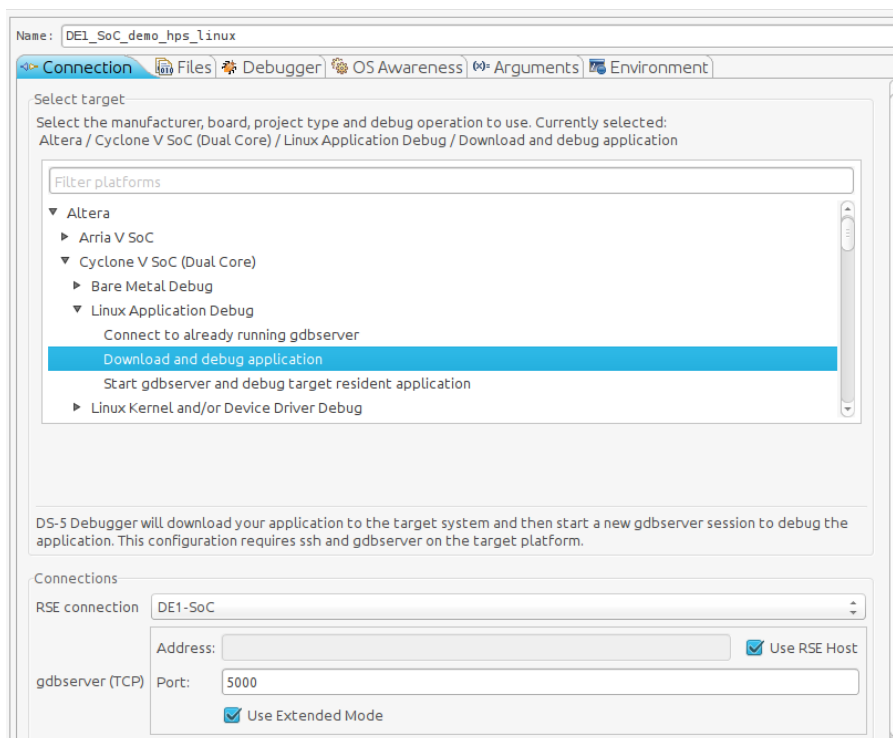 Name: DE1_SoC_demo_hps_linux
Connection Files Debugger OS Awareness Arguments Environment
Select target
Select the manufacturer, board, project type and debug operation to use. Currently selected:
Altera / Cyclone V SoC (Dual Core) / Linux Application Debug / Download and debug application
Filter platforms
Altera
Arria V SoC
Cyclone V SoC (Dual Core)
Bare Metal Debug
Linux Application Debug
Connect to already running gdbserver
Download and debug application
Start gdbserver and debug target resident application
Linux Kernel and/or Device Driver Debug
DS-5 Debugger will download your application to the target system and then start a new gdbserver session to debug the
application. This configuration requires ssh and gdbserver on the target platform.
Connections
RSE connection DE1-SoC
Address: Use RSE Host
gdbserver (TCP) Port: 5000
Use Extended Mode